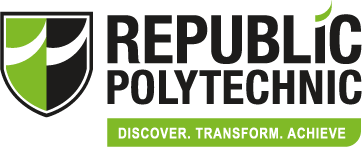 REPUBLIC
POLYTECHNIC
DISCOVER. TRANSFORM. ACHIEVE